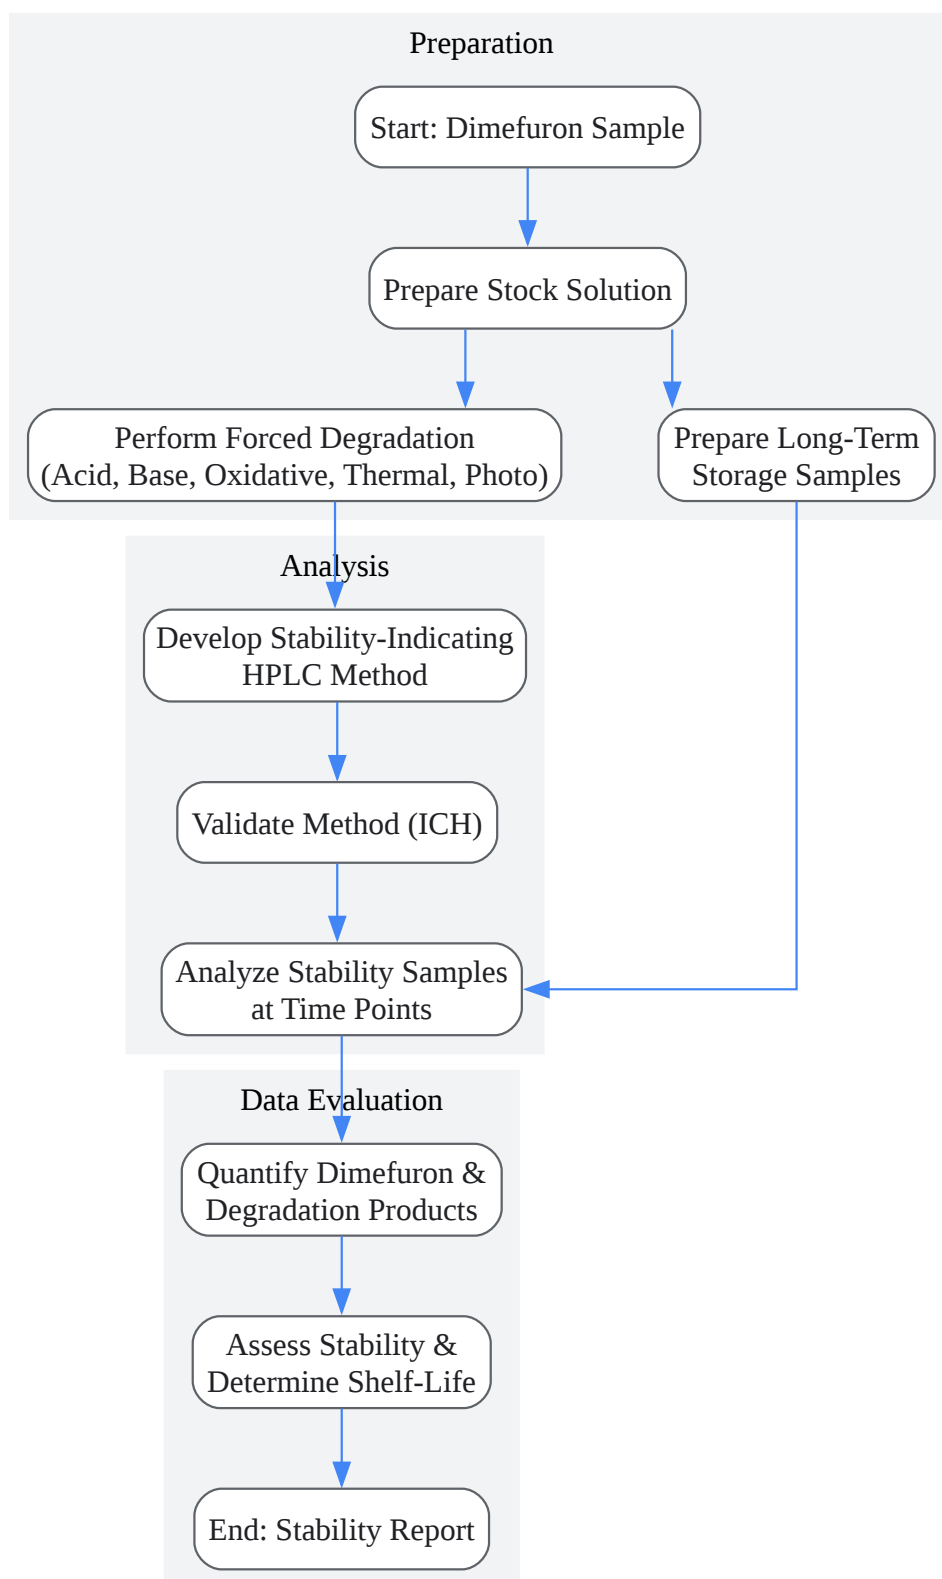 Preparation
Start: Dimefuron Sample
Prepare Stock Solution
Perform Forced Degradation
(Acid, Base, Oxidative, Thermal, Photo)
Prepare Long-Term
Storage Samples
Analysis
Develop Stability-Indicating
HPLC Method
Validate Method (ICH)
Analyze Stability Samples
at Time Points
Data Evaluation
Quantify Dimefuron &
Degradation Products
Assess Stability &
Determine Shelf-Life
End: Stability Report